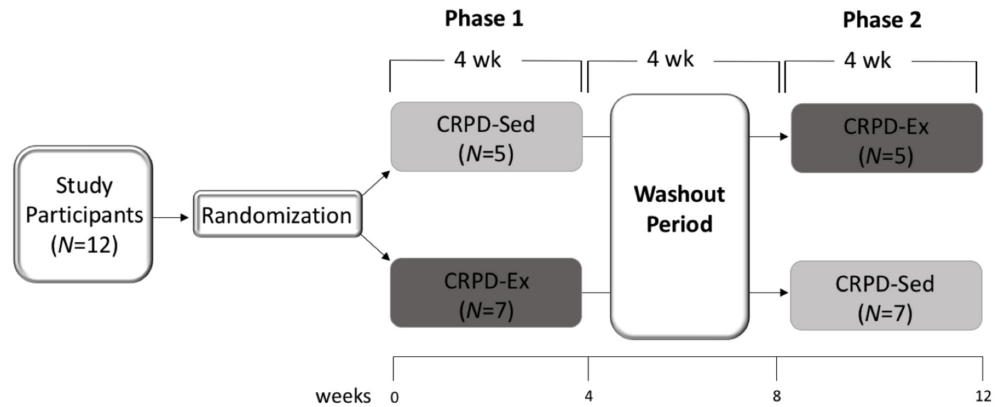 Phase 1
Phase 2
4 wk
4 wk
4 wk
CRPD-Sed
(N=5)
CRPD-Ex
(N=5)
Study
Participants
(N=12)
Randomization
Washout
Period
CRPD-Ex
(N=7)
CRPD-Sed
(N=7)
weeks
0
4
8
12